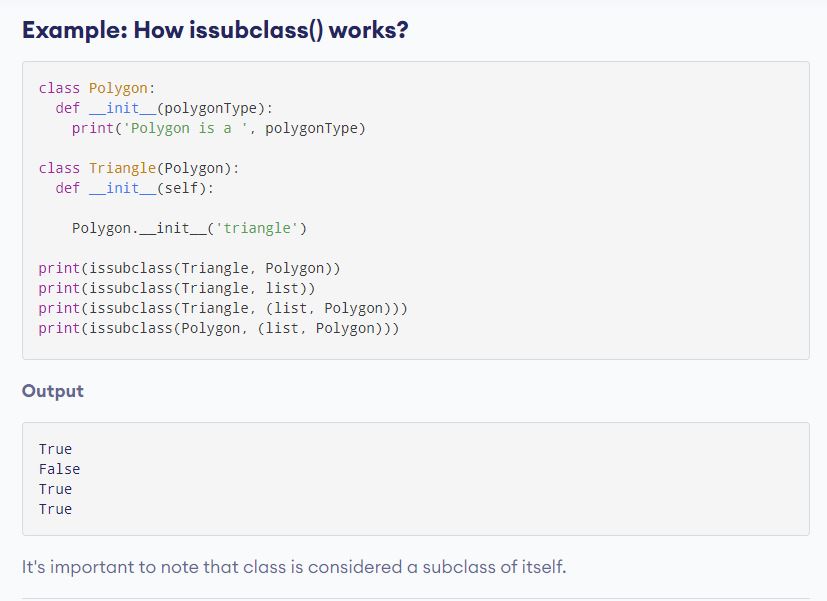 Example: How issubclass() works?
class Polygon:
  def __init__(polygonType):
    print('Polygon is a ', polygonType)

class Triangle(Polygon):
  def __init__(self):

    Polygon.__init__('triangle')

print(issubclass(Triangle, Polygon))
print(issubclass(Triangle, list))
print(issubclass(Triangle, (list, Polygon)))
print(issubclass(Polygon, (list, Polygon)))
Output
True
False
True
True
It's important to note that class is considered a subclass of itself.